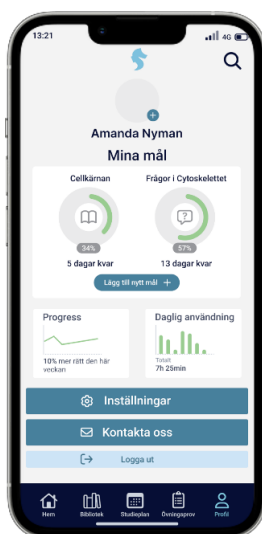 13:21
4G
Amanda Nyman
Mina mål
Cellkärnan
Frågor i Cytoskelettet
34%
57%
5 dagar kvar
13 dagar kvar
Lägg till nytt mål +
Progress
Daglig användning
10% mer rätt den här
veckan
Totalt
7h 25min
Inställningar
Kontakta oss
Logga ut
Hem
Bibliotek
Studieplan
Övningsprov
Profil